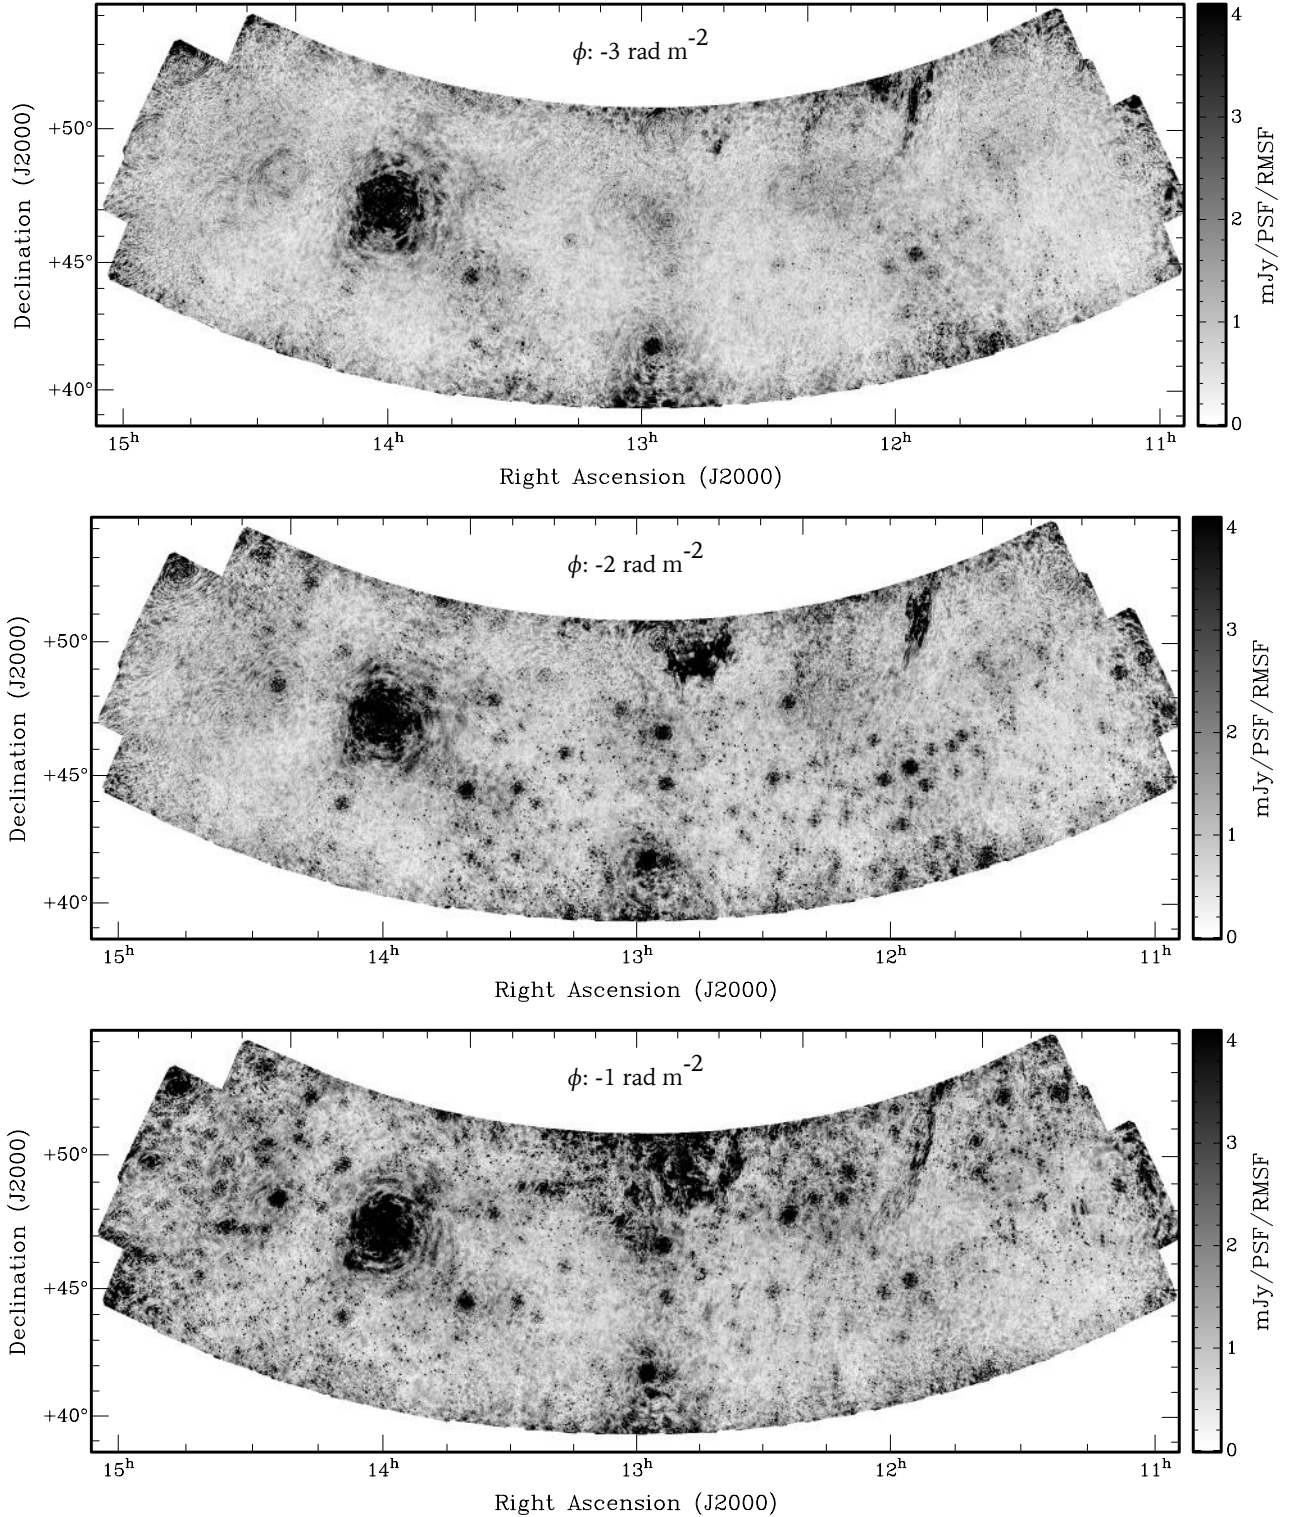 ϕ: -3 rad m-2
Declination (J2000)
+50°
+45°
+40°
15h 14h 13h 12h 11h
Right Ascension (J2000)
4
3
2
1
0
mJy/PSF/RMSF
ϕ: -2 rad m-2
Declination (J2000)
+50°
+45°
+40°
15h 14h 13h 12h 11h
Right Ascension (J2000)
4
3
2
1
0
mJy/PSF/RMSF
ϕ: -1 rad m-2
Declination (J2000)
+50°
+45°
+40°
15h 14h 13h 12h 11h
Right Ascension (J2000)
4
3
2
1
0
mJy/PSF/RMSF